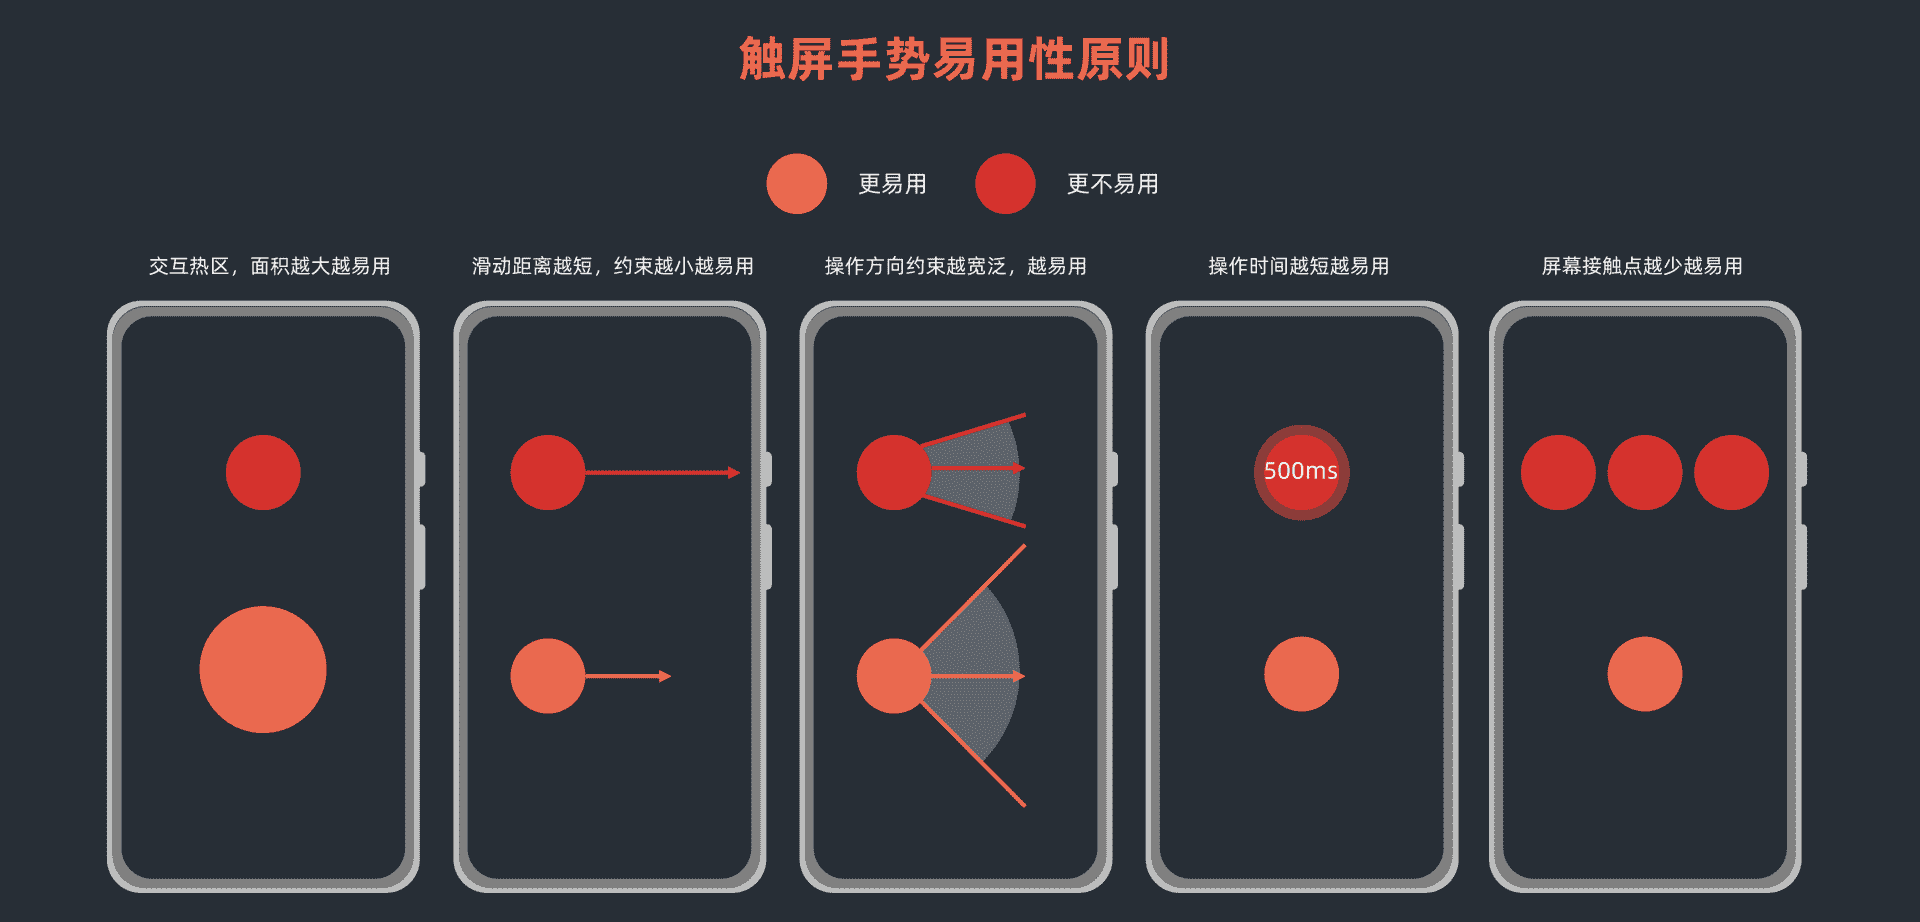 触屏手势易用性原则
更易用
更不易用
交互热区，面积越大越易用
滑动距离越短，约束越小越易用
操作方向约束越宽泛，越易用
操作时间越短越易用
屏幕接触点越少越易用
500ms